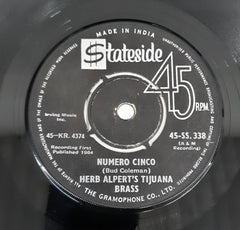 MADE IN INDIA
Stateside
45
RPM
Irving Music Inc.
45-KR. 4374
45-SS. 338
Recording First
Published 1964
(A & M
Recording)
NUMERO CINCO
(Bud Coleman)
HERB ALPERT'S TIJUANA
BRASS
THE GRAMOPHONE CO., LTD.